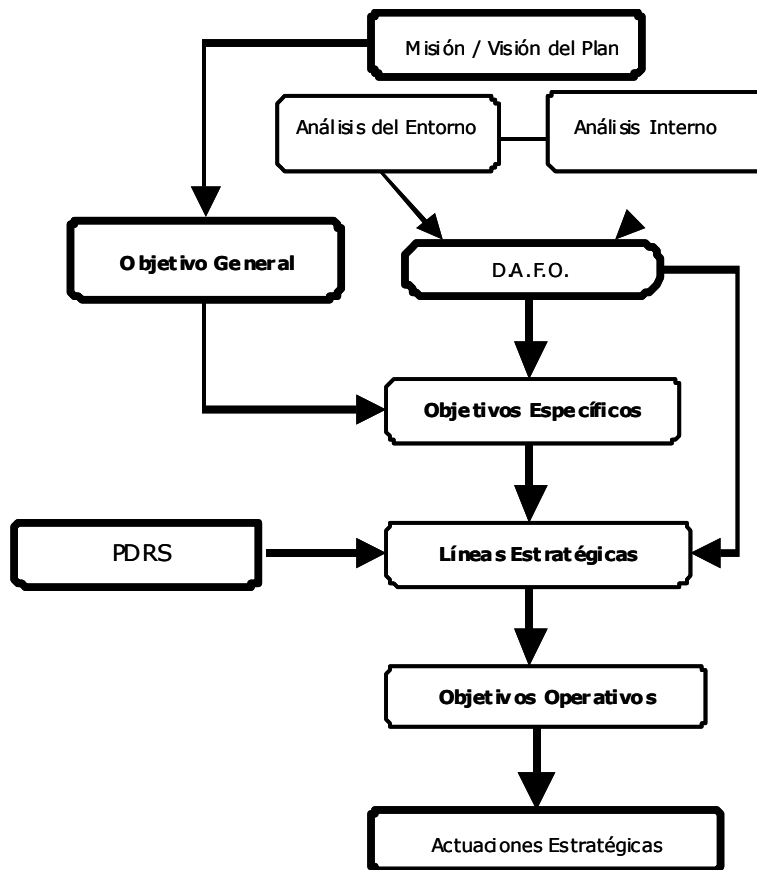 Misión / Visión del Plan
Análisis del Entorno
Análisis Interno
Objetivo General
D.A.F.O.
Objetivos Específicos
PDRS
Líneas Estratégicas
Objetivos Operativos
Actuaciones Estratégicas